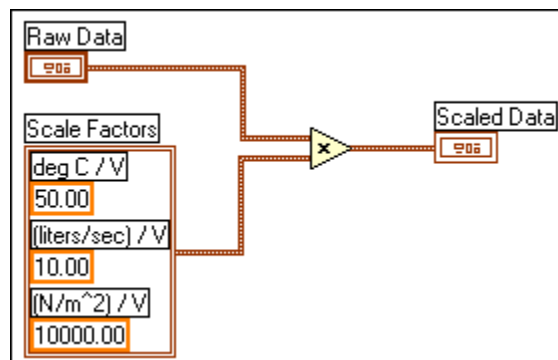 Raw Data
Scaled Data
Scale Factors
deg C / V
50.00
(liters/sec) / V
10.00
(N/m^2) / V
10000.00